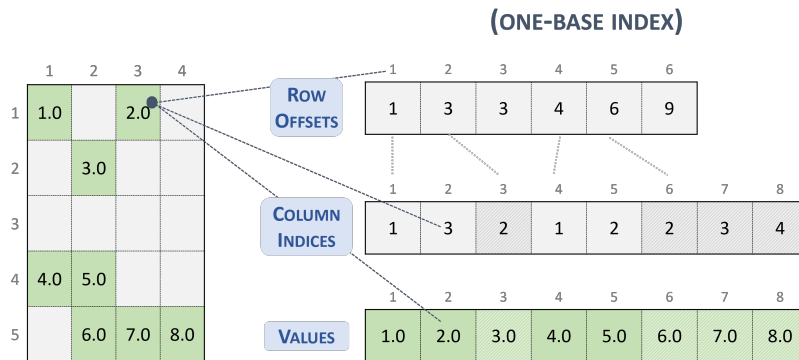 (ONE-BASE INDEX)
1 2 3 4
1 1.0 2.0
2 3.0
3
4 4.0 5.0
5 6.0 7.0 8.0
1 2 3 4 5 6
ROW OFFSETS
1 3 3 4 6 9
1 2 3 4 5 6 7 8
COLUMN INDICES
1 3 2 1 2 2 3 4
1 2 3 4 5 6 7 8
VALUES
1.0 2.0 3.0 4.0 5.0 6.0 7.0 8.0